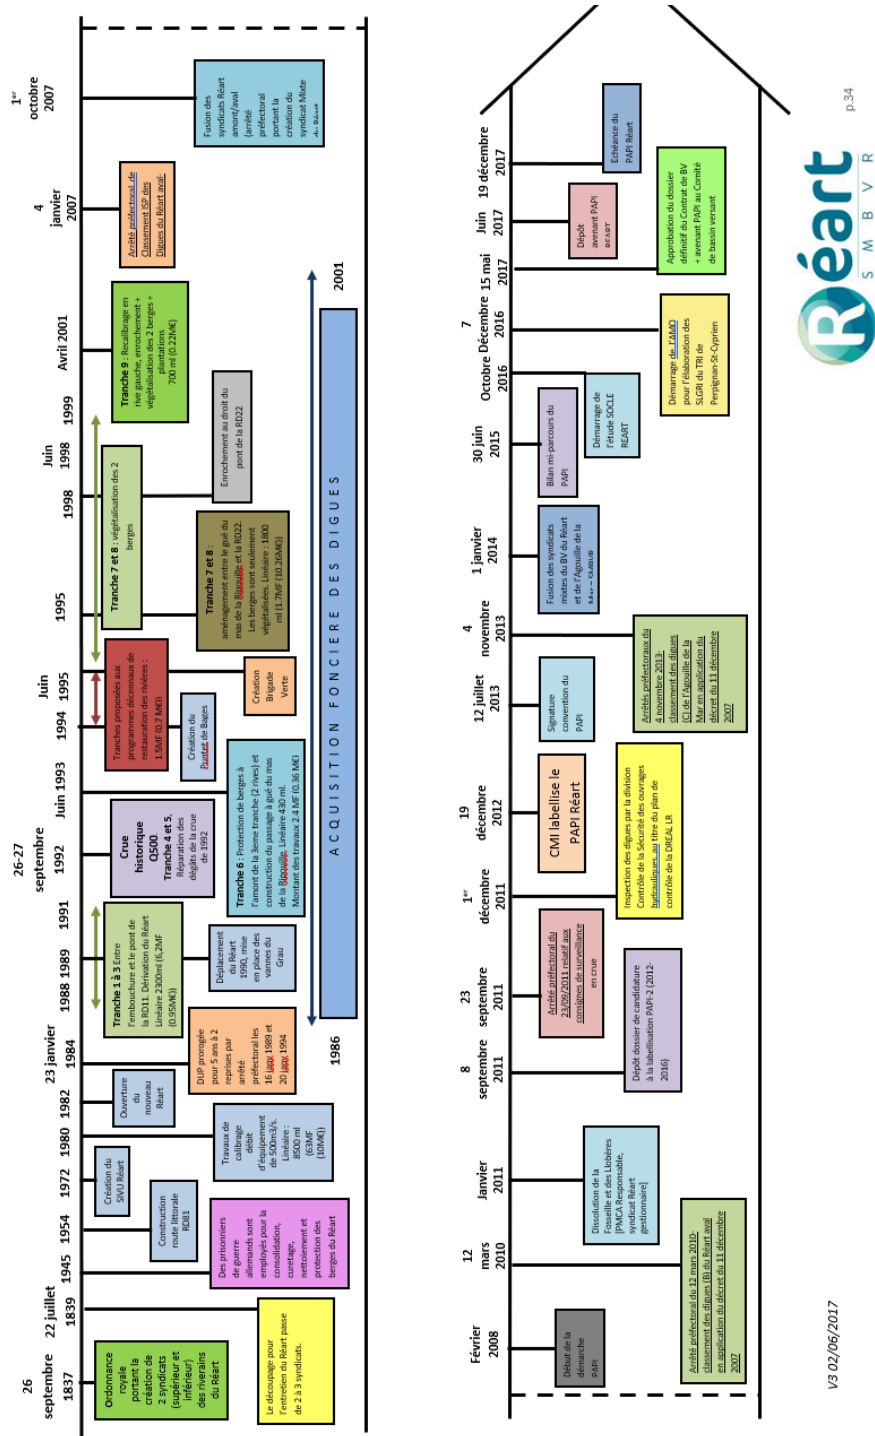 26
septembre
1837
Ordonnance
royale
portant la
création de
2 syndicats
(supérieur et
inférieur)
des riverains
du Réart
22 juillet
1839
Le découpage pour
l'entretien du Réart passe
de 2 à 3 syndicats.
1945
Des prisonniers
de guerre
allemands sont
employés pour la
consolidation,
curetage,
nettoiement et
protection des
berges du Réart
1954
Construction
route littorale
RD81
1972
Création du
SIVU Réart
1980
Travaux de
calibrage
débit
d'équipement
de 500m3/s.
Linéaire :
8500 ml
(63MF
(10M€))
1982
Ouverture
du
nouveau
Réart
23 janvier
1984
DUP prorogée
pour 5 ans à 2
reprises par
arrêté
préfectoral les
16 janv 1989 et
20 janv 1994
1988 1989
1991
Tranche 1 à 3 Entre
l'embouchure et le pont de
la RD11. Dérivation du Réart
Linéaire 2300ml (6,2MF
(0.95M€))
Déplacement
du Réart
1990, mise
en place des
vannes du
Grau
26-27
septembre
1992
Crue
historique
Q500.
Tranche 4 et 5,
Réparation des
dégâts de la crue
de 1992
Juin 1993
Tranche 6 : Protection de berges à
l'amont de la 3eme tranche (2 rives) et
construction du passage à gué du mas
de la Ripouille. Linéaire 430 ml.
Montant des travaux 2.4 MF (0.36 M€)
1994
Création du
Puntet de Bages
Juin
1995
Tranches proposées aux
programmes décennaux de
restauration des rivières :
1.5MF (0.7 M€))
Création
Brigade
Verte
1995
Tranche 7 et 8 :
aménagement entre le gué du
mas de la Ripouille et la RD22.
Les berges sont seulement
végétalisées. Linéaire : 1800
ml (1.7MF (10.26M€))
Tranche 7 et 8 : végétalisation des 2
berges
1998
Juin
1998
Enrochement au droit du
pont de la RD22
1999
Avril 2001
Tranche 9 : Recalibrage en
rive gauche, enrochement +
végétalisation des 2 berges +
plantations
700 ml (0.22M€)
4
janvier
2007
Arrêté préfectoral de
Classement ISP des
Digues du Réart aval-
1er
octobre
2007
Fusion des
syndicats Réart
amont/aval
(arrêté
préfectoral
portant la
création du
syndicat Mixte
du Réart
1986
ACQUISITION FONCIERE DES DIGUES
2001
Février
2008
Début de la
démarche
PAPI
12
mars
2010
Arrêté préfectoral du 12 mars 2010-
classement des digues (B) du Réart aval
en application du décret du 11 décembre
2007
Janvier
2011
Dissolution de la
Fosseille et des Llobères
[PMCA Responsable,
syndicat Réart
gestionnaire]
8
septembre
2011
Dépôt dossier de candidature
à la labellisation PAPI-2 (2012-
2016)
23
septembre
2011
Arrêté préfectoral du
23/09/2011 relatif aux
consignes de surveillance
en crue
1er
décembre
2011
Inspection des digues par la division
Contrôle de la Sécurité des ouvrages
hydrauliques au titre du plan de
contrôle de la DREAL LR
19
décembre
2012
CMI labellise le
PAPI Réart
12 juillet
2013
Signature
convention du
PAPI
4
novembre
2013
Arrêtés préfectoraux du
4 novembre 2013-
classement des digues
(C) de l'Agouille de la
Mar en application du
décret du 11 décembre
2007
1 janvier
2014
Fusion des syndicats
mixtes du BV du Réart
et de l'Agouille de la
30 juin
2015
Bilan mi-parcours du
PAPI
Octobre
2016
Démarrage de
l'étude SOCLE
REART
7
Décembre
2016
Démarrage de l'AMO
pour l'élaboration des
SLGRI du TRI de
Perpignan-St-Cyprien
15 mai
2017
Approbation du dossier
définitif du Contrat de BV
+ avenant PAPI au Comité
de bassin versant
Juin
2017
Dépôt
avenant PAPI
REART
19 décembre
2017
Echéance du
PAPI Réart
V3 02/06/2017
Réart
S M B V R
p.34